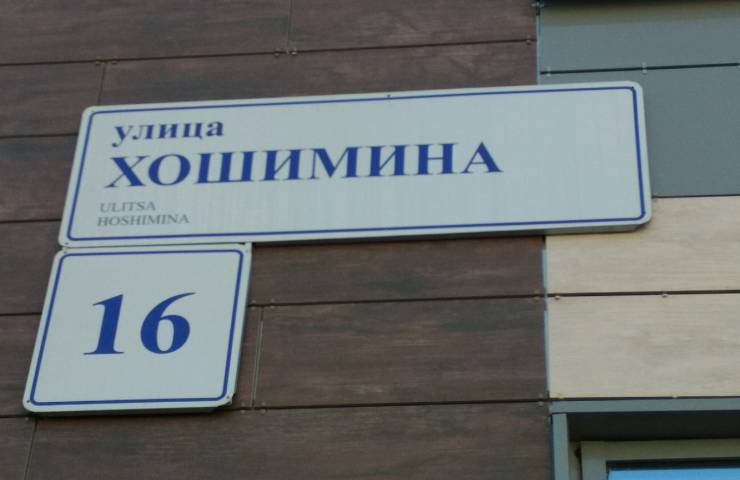 улица
ХОШИМИНА
ULITSA
HOSHIMINA
16